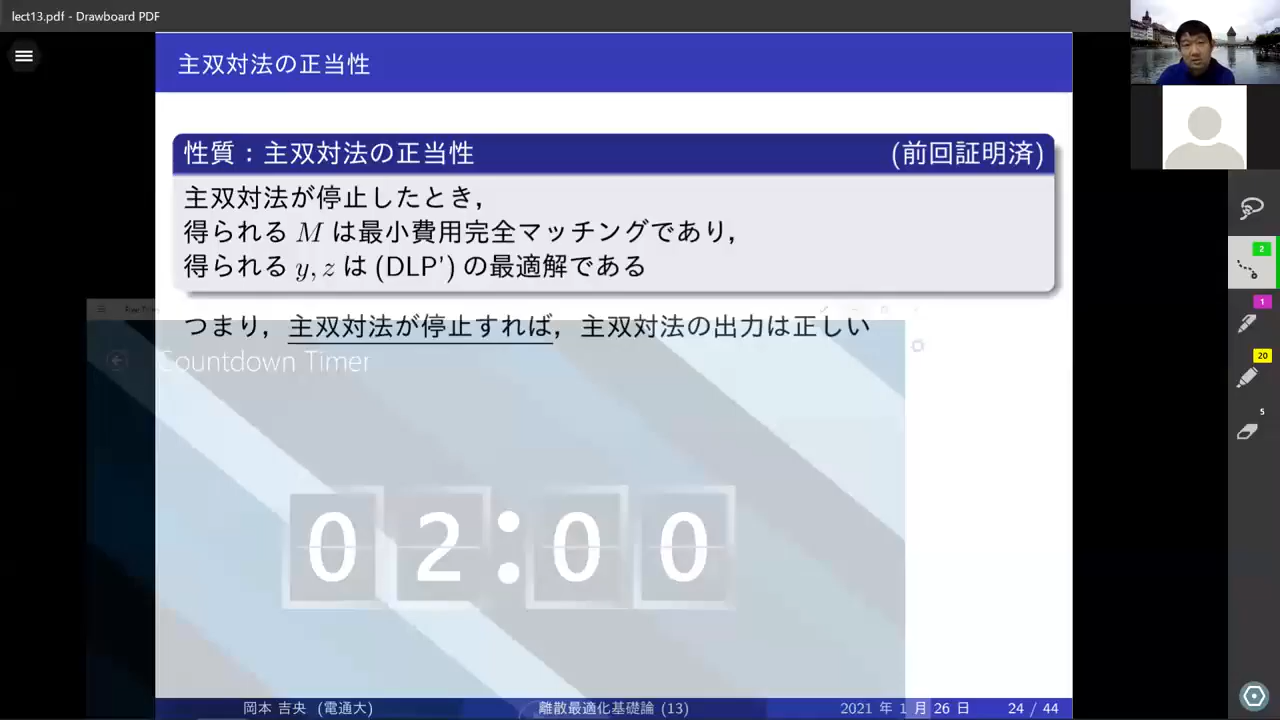 lect13.pdf - Drawboard PDF
主双対法の正当性
性質：主双対法の正当性 (前回証明済)
主双対法が停止したとき，
得られる M は最小費用完全マッチングであり，
得られる y, z は (DLP') の最適解である
つまり，主双対法が停止すれば，主双対法の出力は正しい
Countdown Timer
02:00
2
1
20
5
岡本 吉央 (電通大) 離散最適化基礎論 (13) 2021 年 1 月 26 日 24 / 44